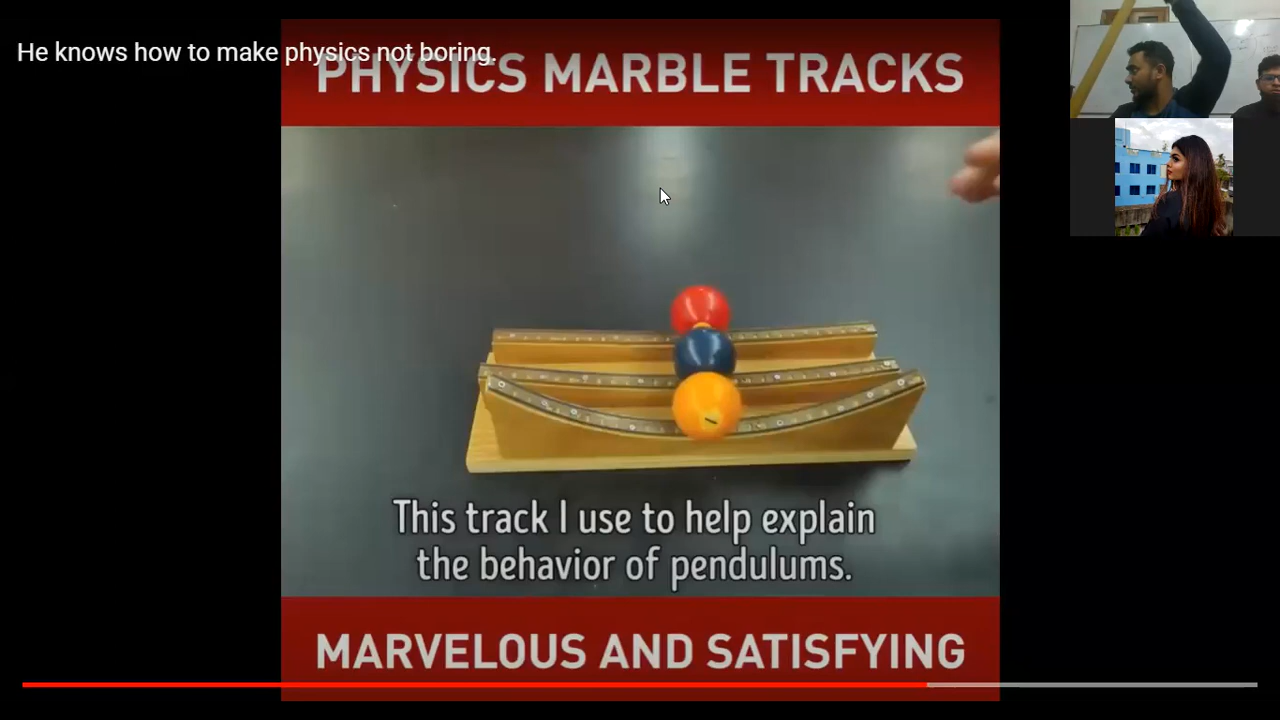 He knows how to make physics not boring.
PHYSICS MARBLE TRACKS
This track I use to help explain
the behavior of pendulums.
MARVELOUS AND SATISFYING